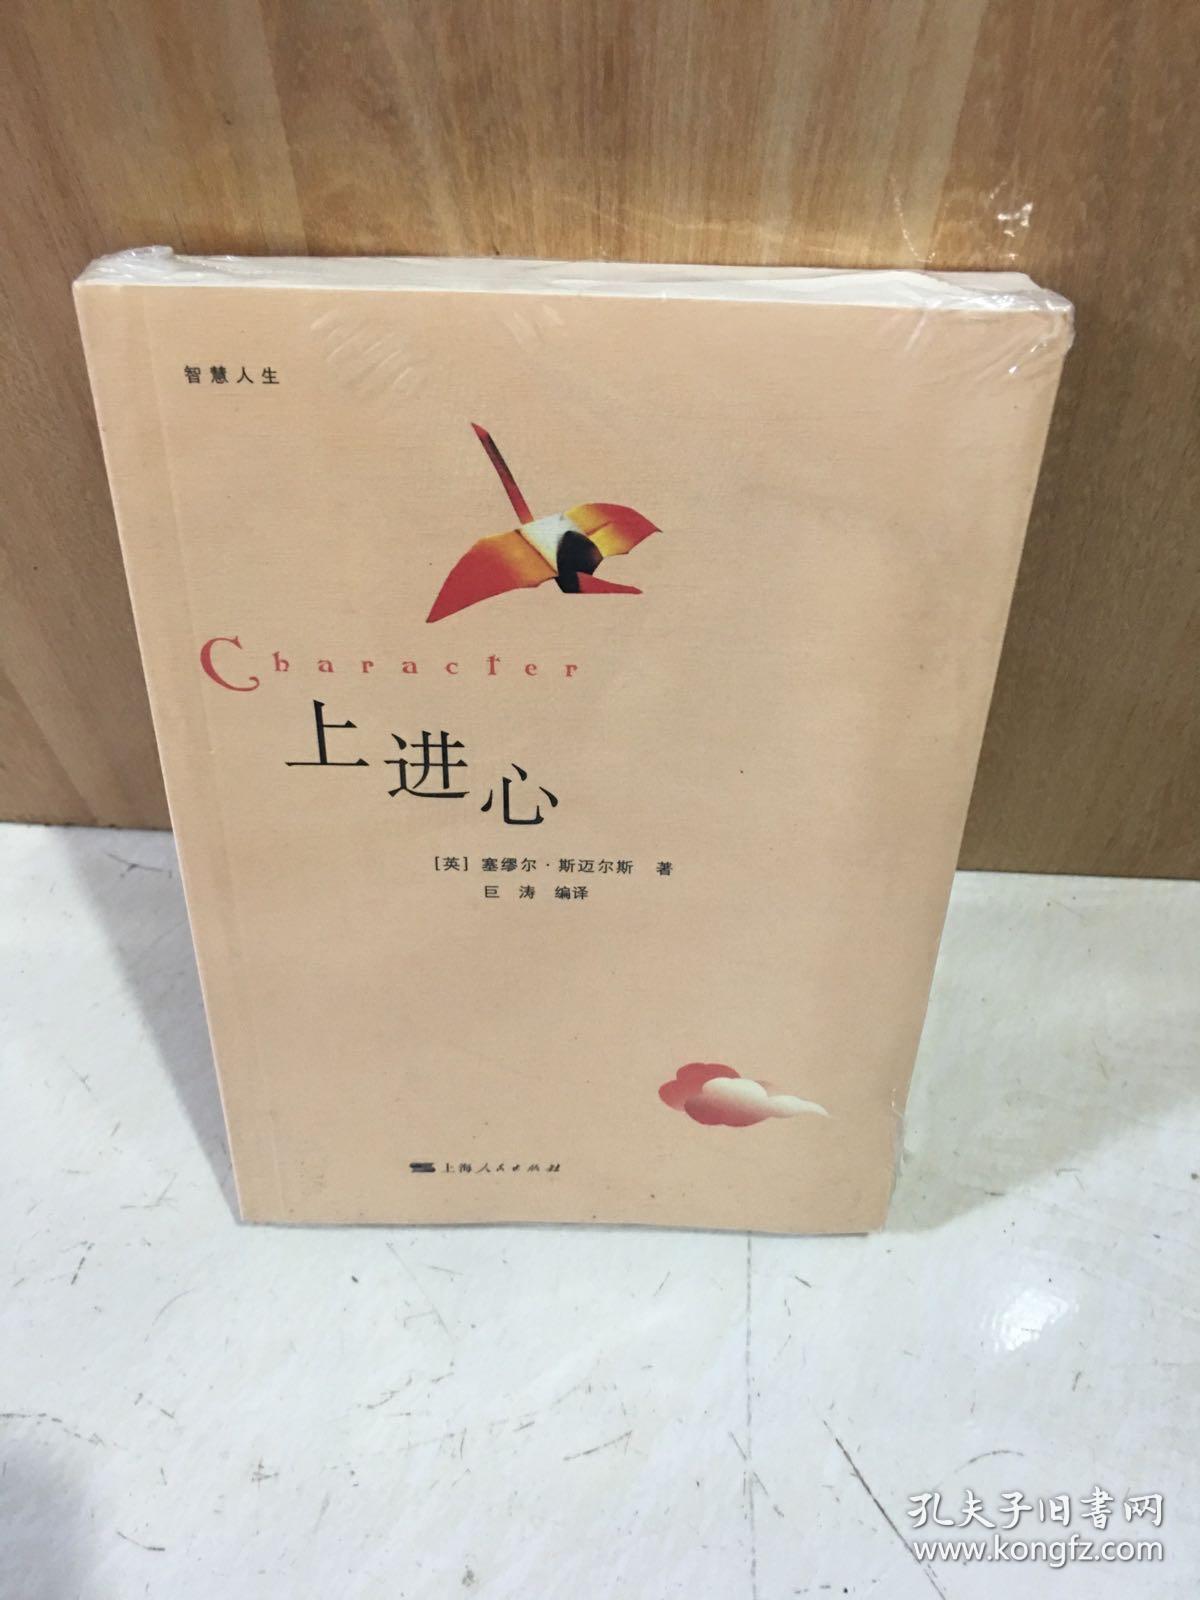 智慧人生
Character
上进心
[英] 塞缪尔·斯迈尔斯 著
巨涛 编译
上海人民出版社
孔夫子旧書网
www.kongfz.com